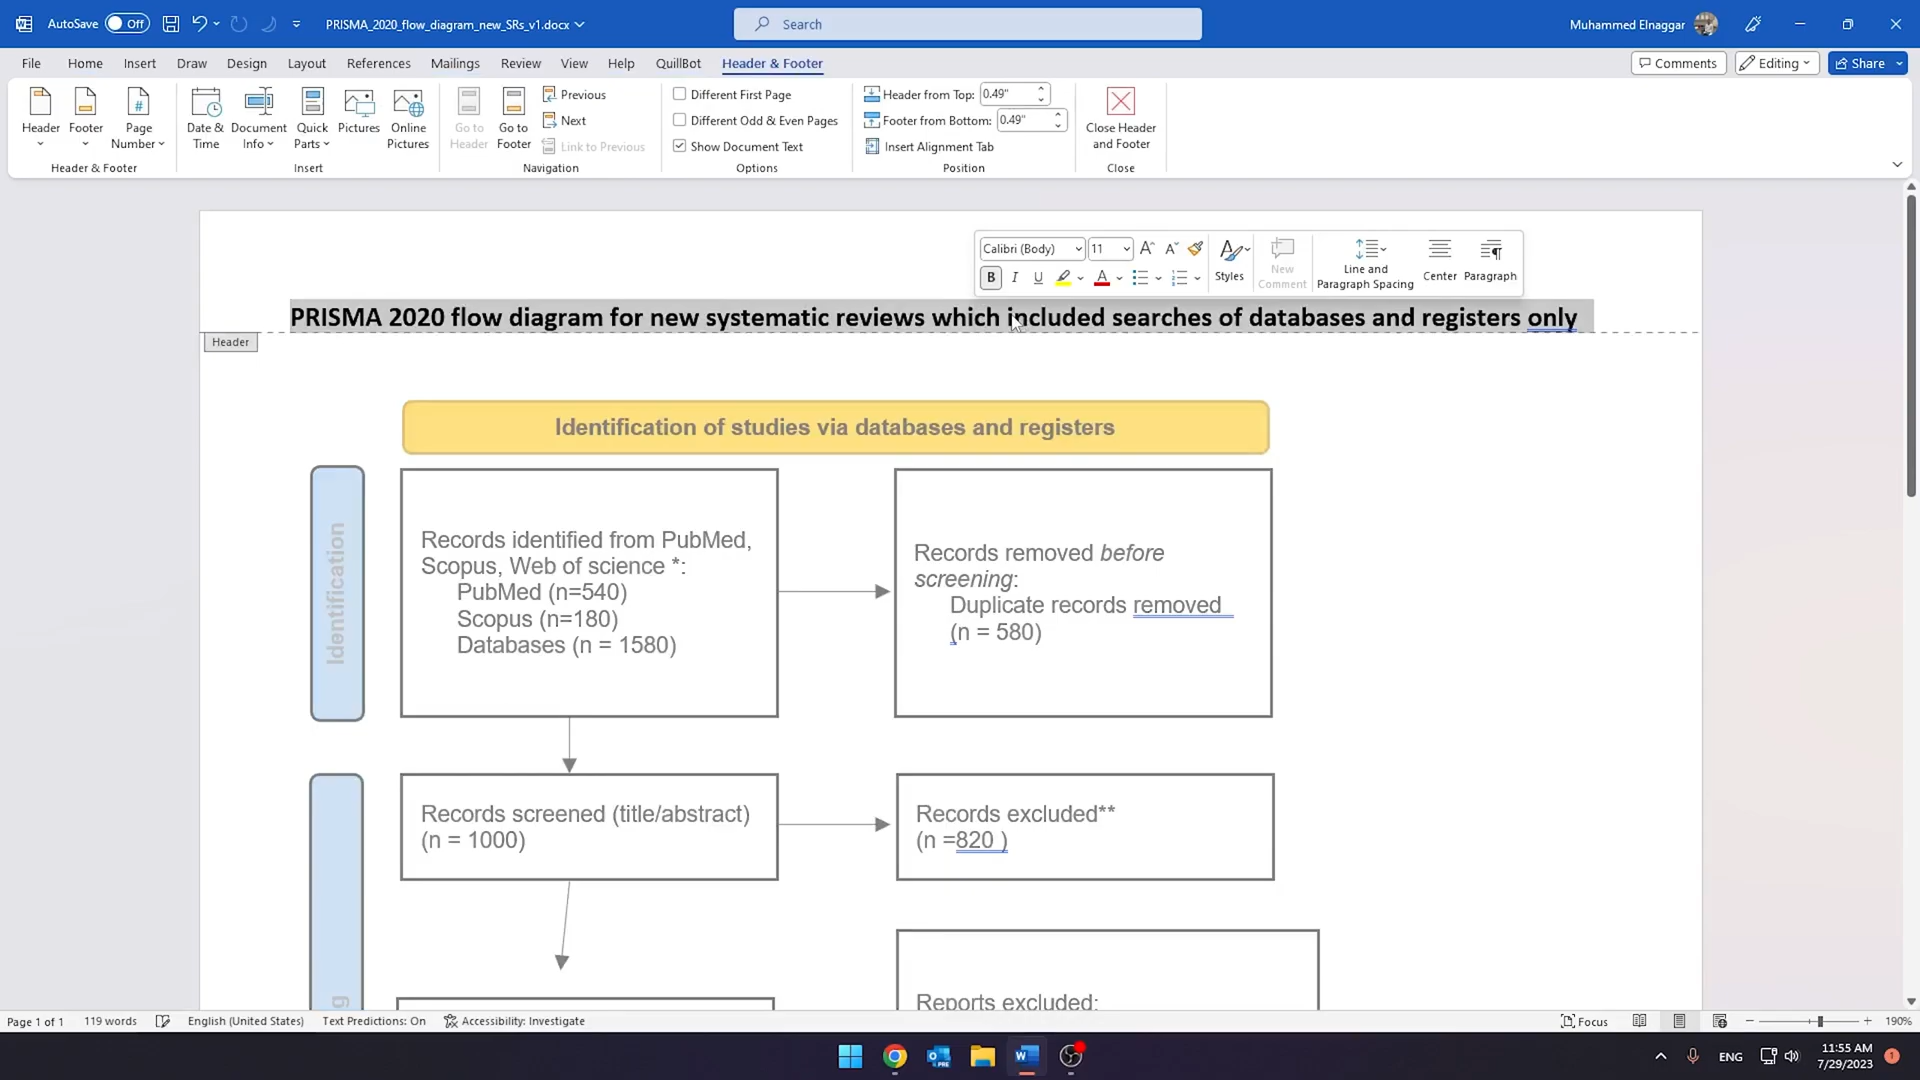 AutoSave Off PRISMA_2020_flow_diagram_new_SRs_v1.docx Search Muhammed Elnaggar
File Home Insert Draw Design Layout References Mailings Review View Help QuillBot Header & Footer Comments Editing Share
Header Footer Page Number
Header & Footer
Date & Time Document Info Quick Parts Pictures Online Pictures
Insert
Go to Header Go to Footer Previous
Next
Link to Previous
Navigation
Different First Page
Different Odd & Even Pages
Show Document Text
Options
Header from Top: 0.49"
Footer from Bottom: 0.49"
Insert Alignment Tab
Position
Close Header and Footer
Close
Calibri (Body) 11
B I U A Styles New Comment Line and Paragraph Spacing Center Paragraph
PRISMA 2020 flow diagram for new systematic reviews which included searches of databases and registers only
Header
Identification of studies via databases and registers
Identification
Records identified from PubMed,
Scopus, Web of science *:
PubMed (n=540)
Scopus (n=180)
Databases (n = 1580)
Records removed before
screening:
Duplicate records removed
(n = 580)
Records screened (title/abstract)
(n = 1000)
Records excluded**
(n =820 )
Reports excluded:
Page 1 of 1 119 words English (United States) Text Predictions: On Accessibility: Investigate Focus 190%
ENG 11:55 AM
7/29/2023 1